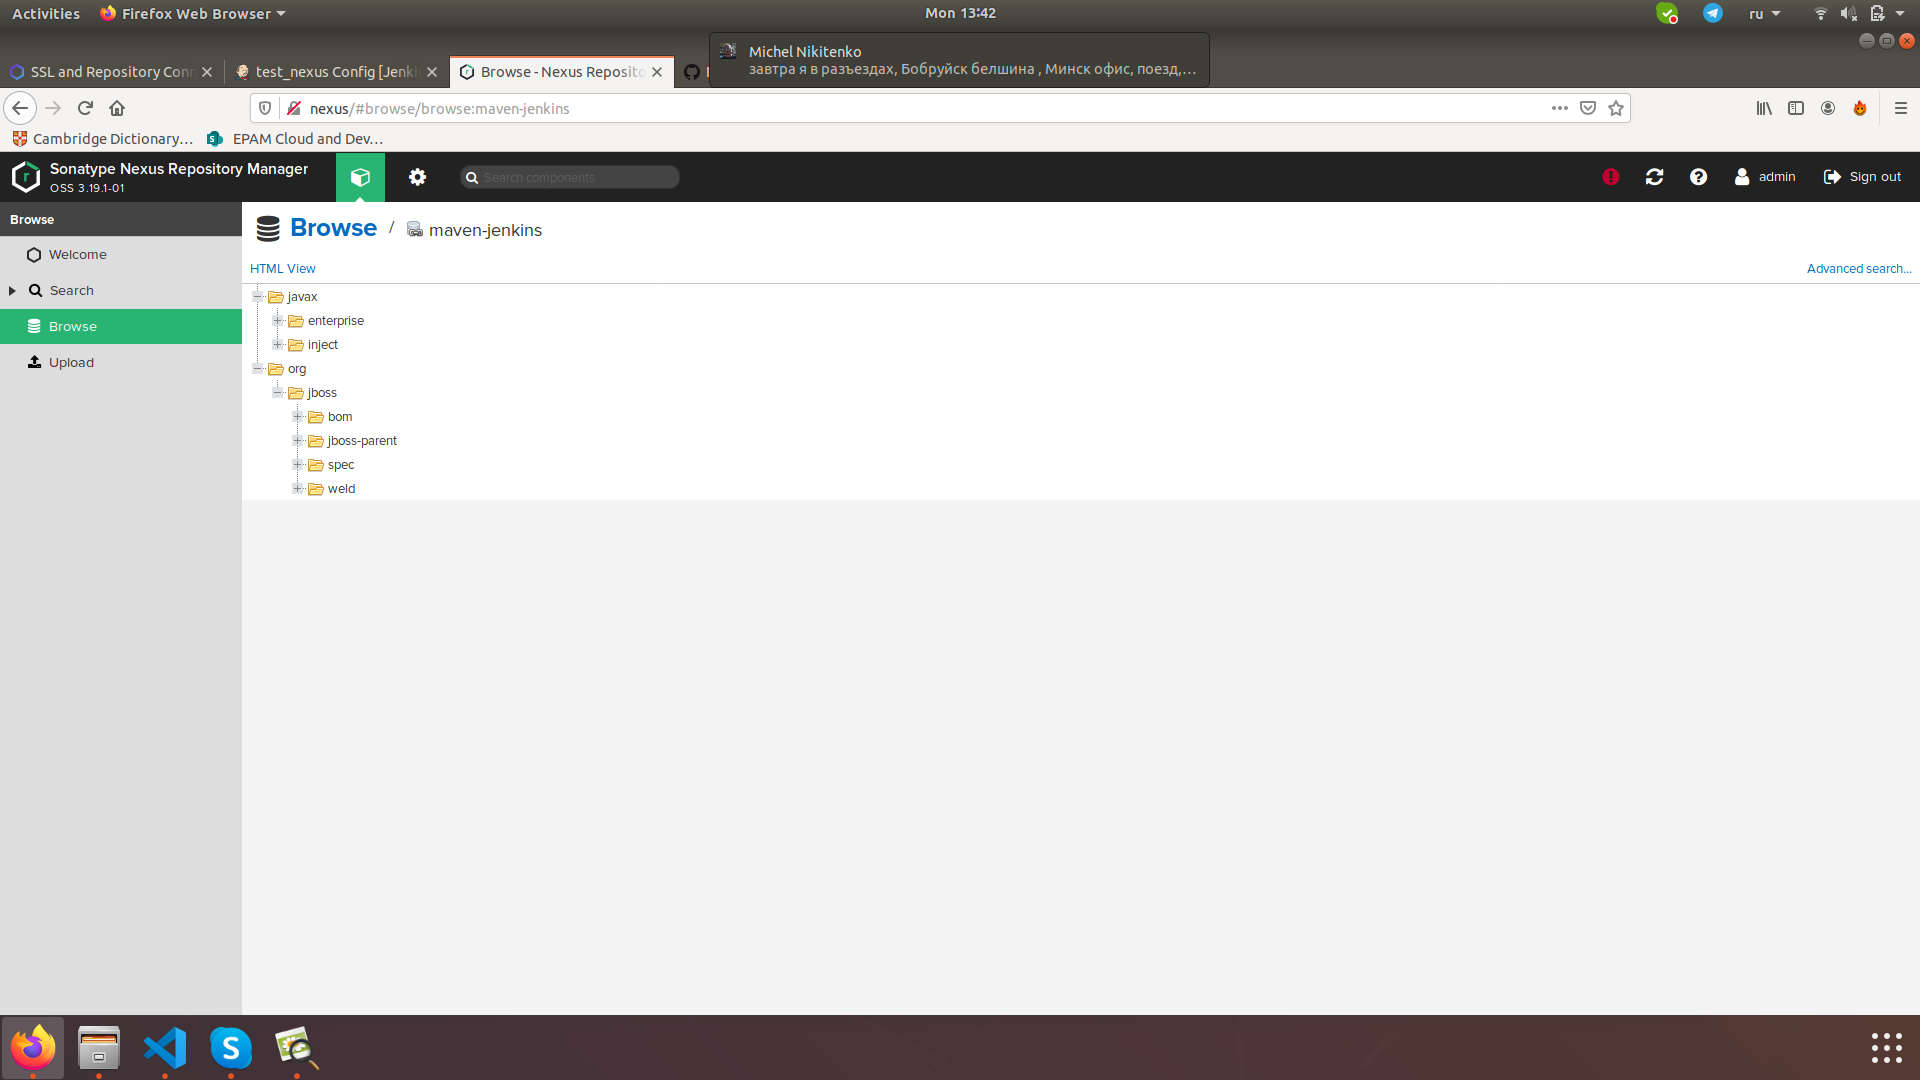 Activities
Firefox Web Browser
Mon 13:42
ru
Michel Nikitenko
завтра я в разъездах, Бобруйск белшина , Минск офис, поезд,...
SSL and Repository Con
test_nexus Config [Jenki
Browse - Nexus Reposito
nexus/#browse/browse:maven-jenkins
Cambridge Dictionary...
EPAM Cloud and Dev...
Sonatype Nexus Repository Manager
OSS 3.19.1-01
Search components
admin
Sign out
Browse
Welcome
Search
Browse
Upload
Browse / maven-jenkins
HTML View
Advanced search...
javax
enterprise
inject
org
jboss
bom
jboss-parent
spec
weld